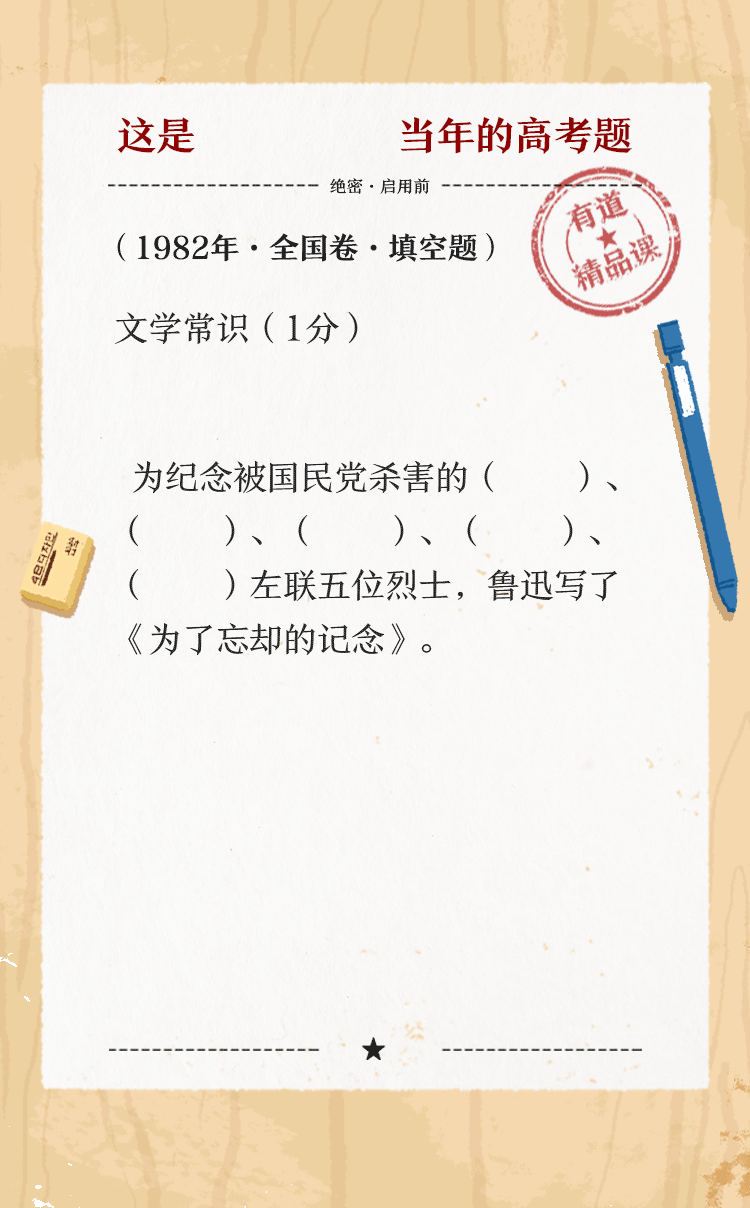 这是 当年的高考题
绝密·启用前
（1982年·全国卷·填空题）
有道
精品课
文学常识（1分）
为纪念被国民党杀害的（ ）、
（ ）、（ ）、（ ）、
（ ）左联五位烈士，鲁迅写了
《为了忘却的记念》。